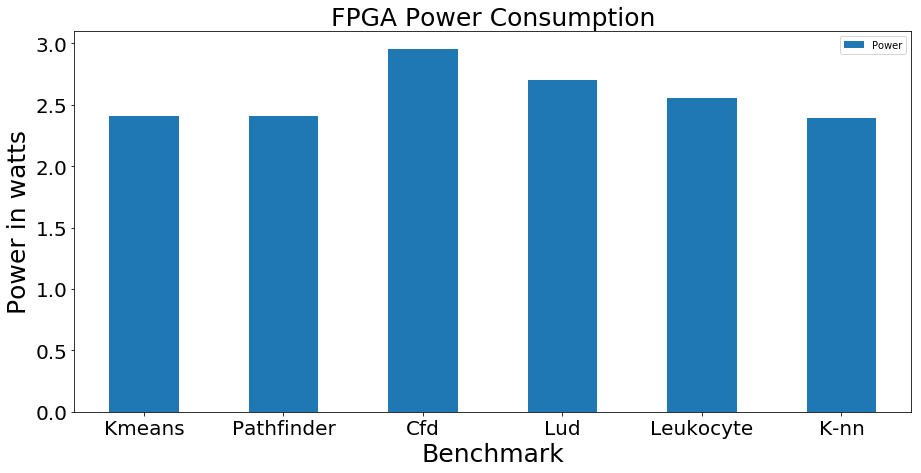 FPGA Power Consumption
Power
3.0
2.5
2.0
1.5
1.0
0.5
0.0
Power in watts
Kmeans Pathfinder Cfd Lud Leukocyte K-nn
Benchmark